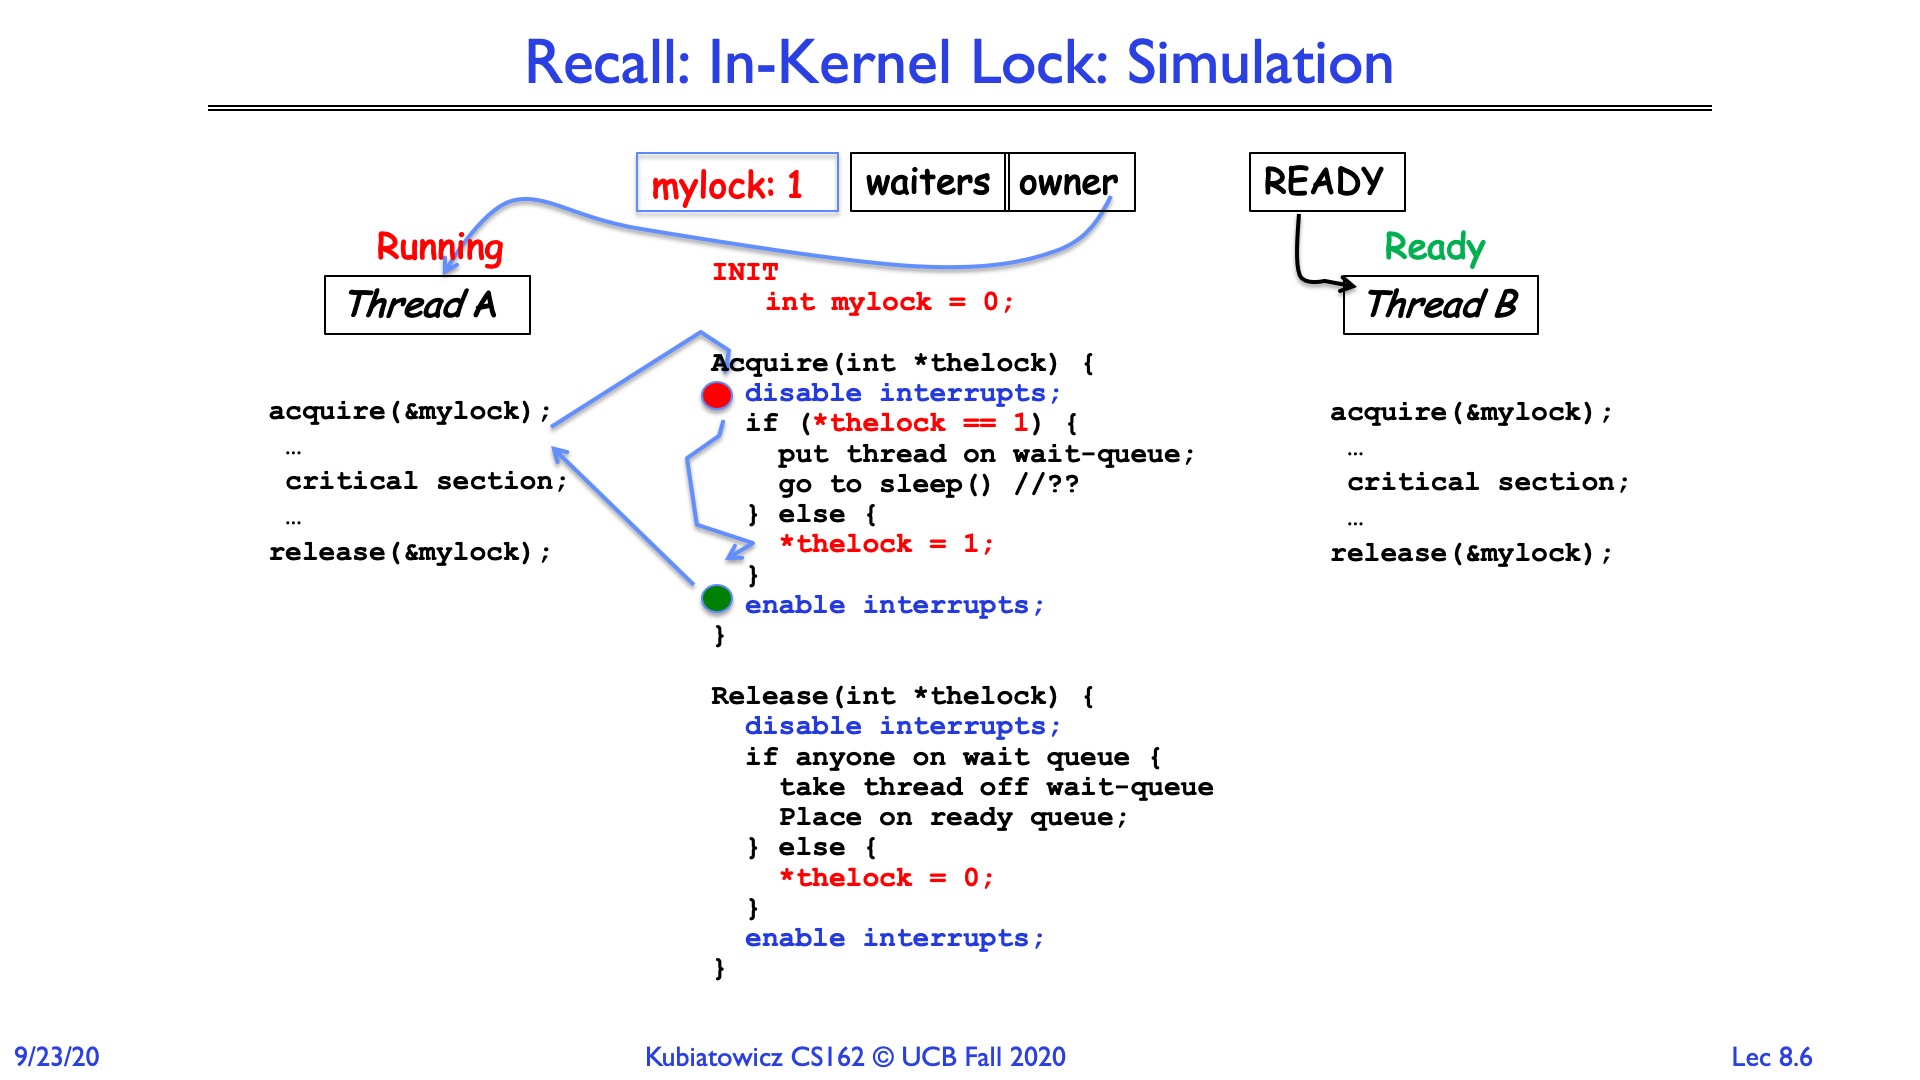 Recall: In-Kernel Lock: Simulation
mylock: 1
waiters
owner
READY
Running
Ready
Thread A
Thread B
INIT
int mylock = 0;
Acquire(int *thelock) {
disable interrupts;
if (*thelock == 1) {
put thread on wait-queue;
go to sleep() //??
} else {
*thelock = 1;
}
enable interrupts;
}
Release(int *thelock) {
disable interrupts;
if anyone on wait queue {
take thread off wait-queue
Place on ready queue;
} else {
*thelock = 0;
}
enable interrupts;
}
acquire(&mylock);
…
critical section;
…
release(&mylock);
acquire(&mylock);
…
critical section;
…
release(&mylock);
9/23/20
Kubiatowicz CS162 © UCB Fall 2020
Lec 8.6